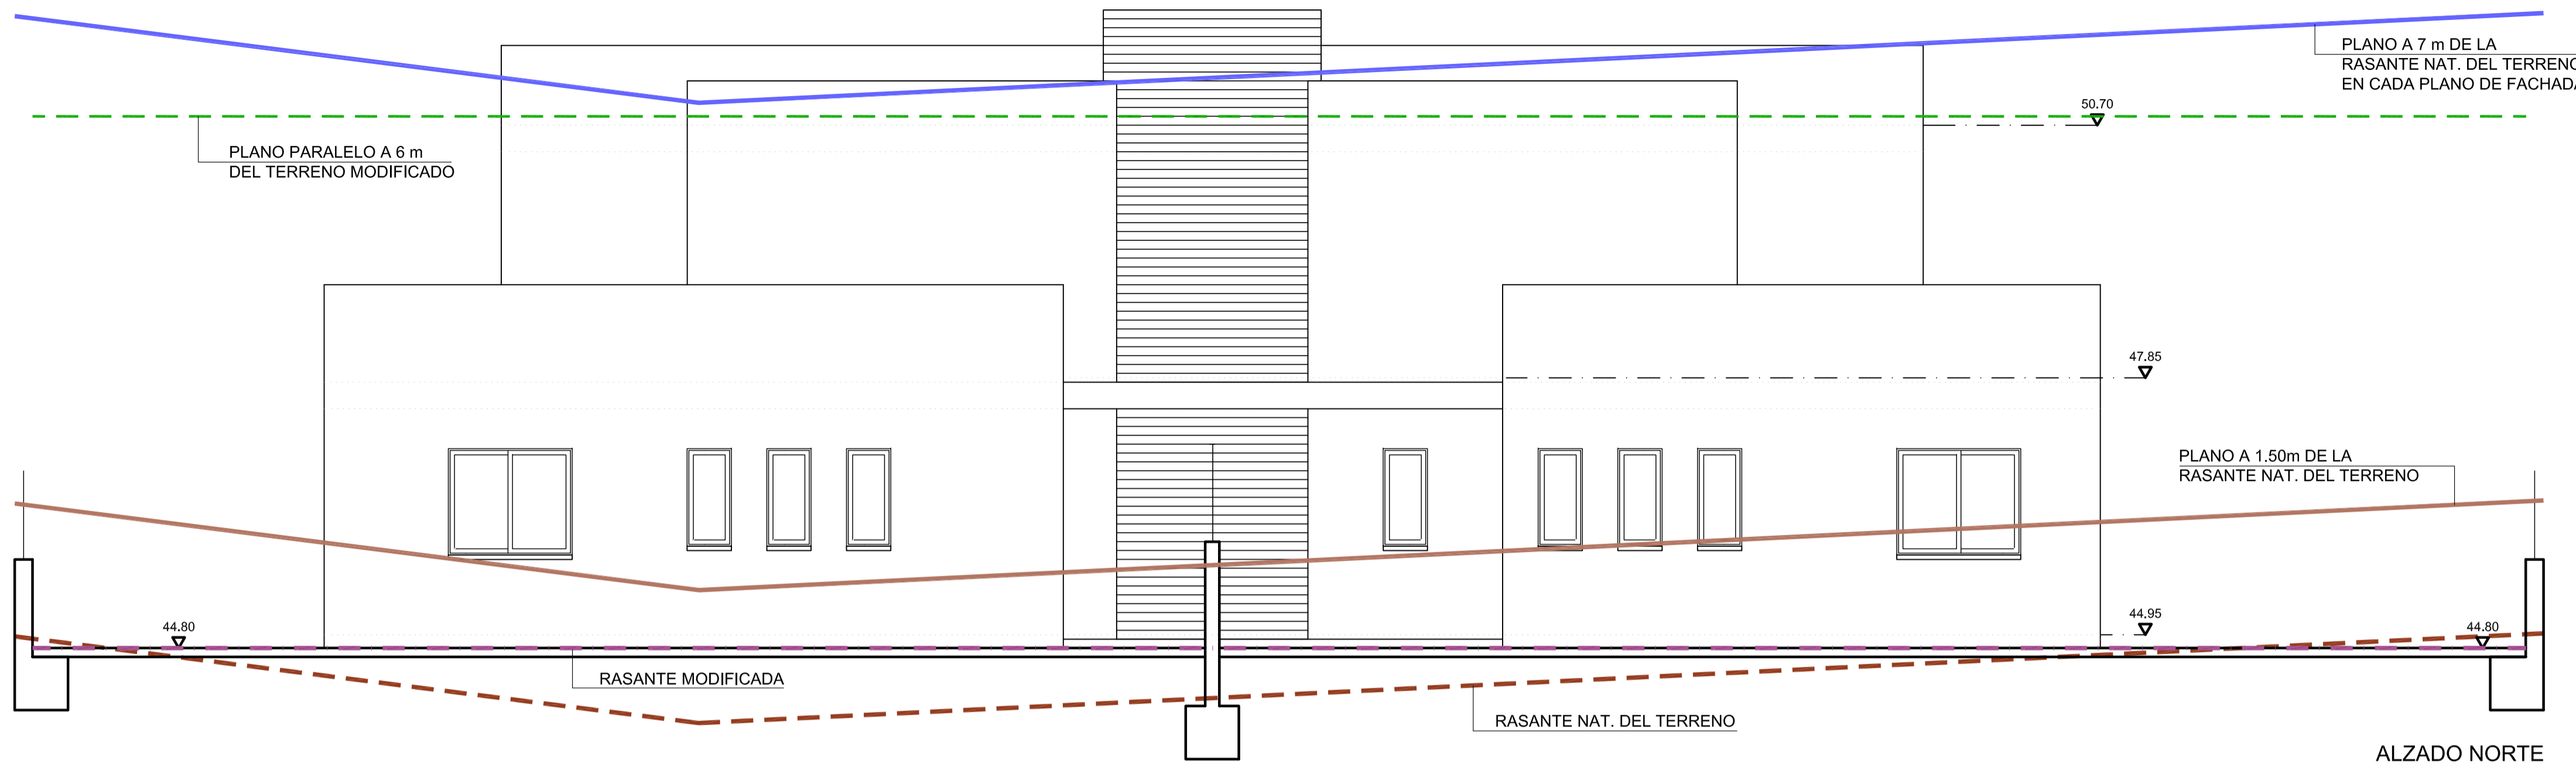 PLANO A 7 m DE LA
RASANTE NAT. DEL TERRENO
EN CADA PLANO DE FACHADA
50.70
PLANO PARALELO A 6 m
DEL TERRENO MODIFICADO
47.85
PLANO A 1.50m DE LA
RASANTE NAT. DEL TERRENO
44.80
44.95
44.80
RASANTE MODIFICADA
RASANTE NAT. DEL TERRENO
ALZADO NORTE